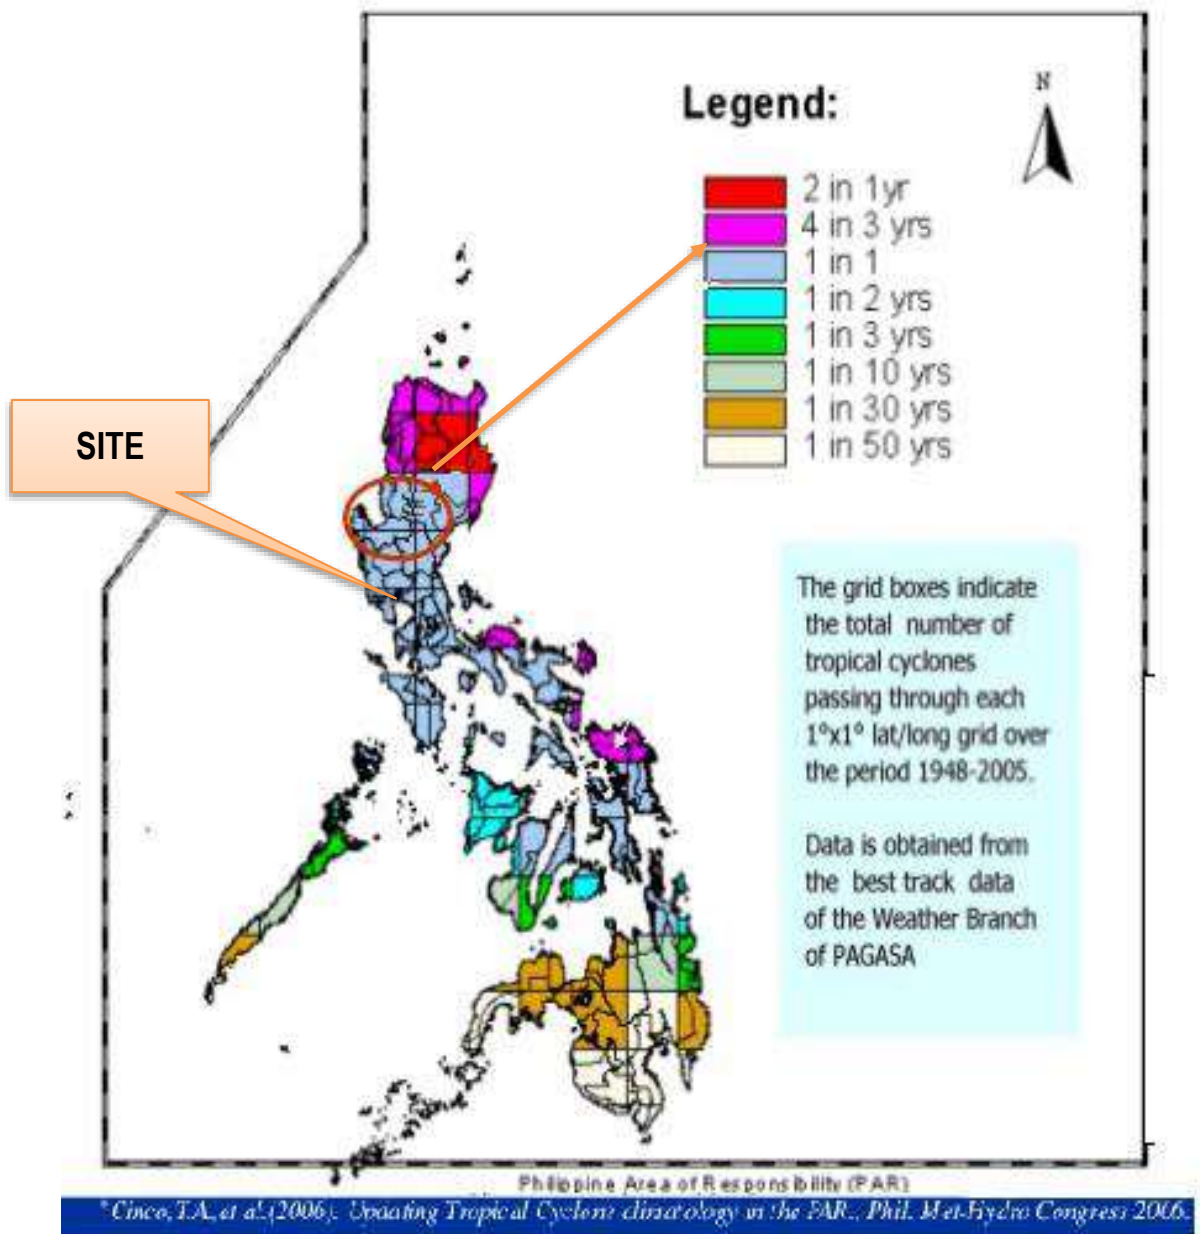 Legend:
N
2 in 1yr
4 in 3 yrs
1 in 1
1 in 2 yrs
1 in 3 yrs
1 in 10 yrs
1 in 30 yrs
1 in 50 yrs
SITE
The grid boxes indicate
the total number of
tropical cyclones
passing through each
1°x1° lat/long grid over
the period 1948-2005.
Data is obtained from
the best track data
of the Weather Branch
of PAGASA
Philippine Area of Responsibility (PAR)
*Cinco, T.A., et al.(2006). Updating Tropical Cyclone climatology in the PAR., Phil. Met-Hydro Congress 2006.